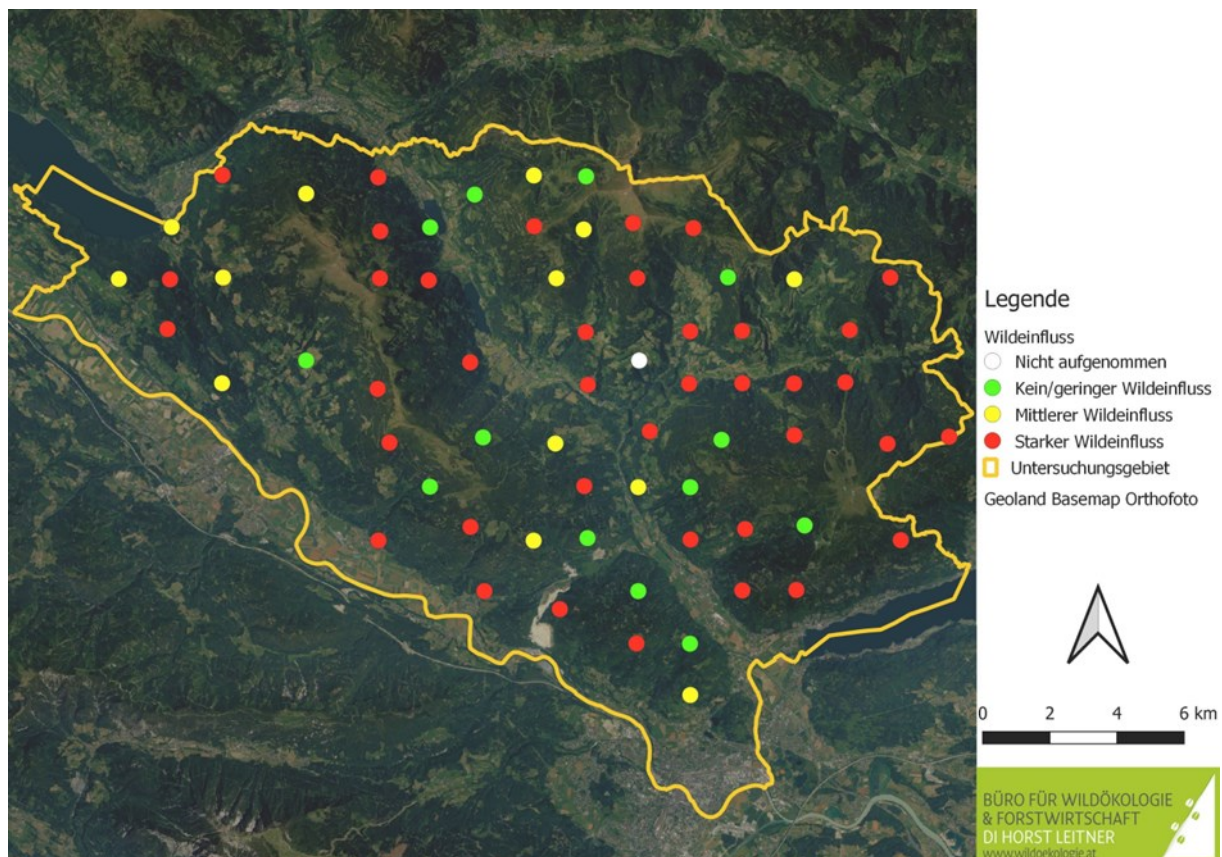 Legende
Wildeinfluss
Nicht aufgenommen
Kein/geringer Wildeinfluss
Mittlerer Wildeinfluss
Starker Wildeinfluss
Untersuchungsgebiet
Geoland Basemap Orthofoto
0 2 4 6 km
BÜRO FÜR WILDÖKOLOGIE
& FORSTWIRTSCHAFT
DI HORST LEITNER
www.wildoekologie.at